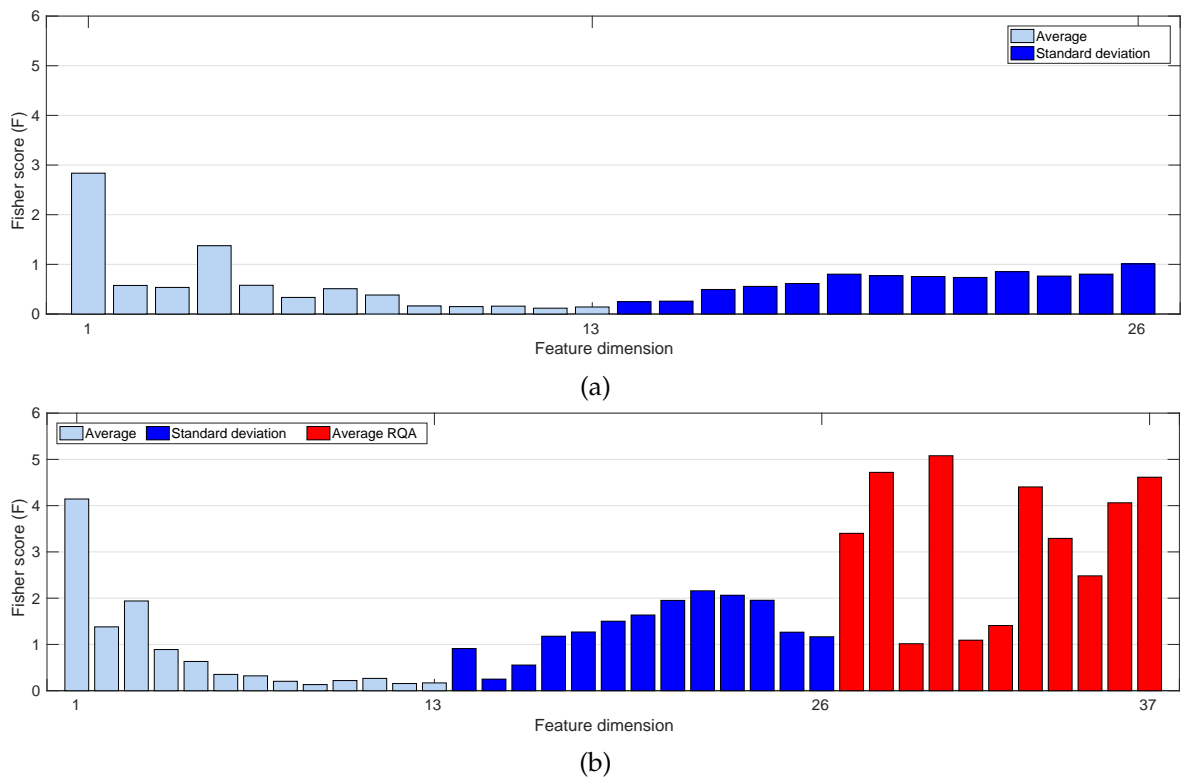 6
5
4
3
2
1
0
Fisher score (F)
Average
Standard deviation
1 13 26
Feature dimension
(a)
6
5
4
3
2
1
0
Fisher score (F)
Average Standard deviation Average RQA
1 13 26 37
Feature dimension
(b)